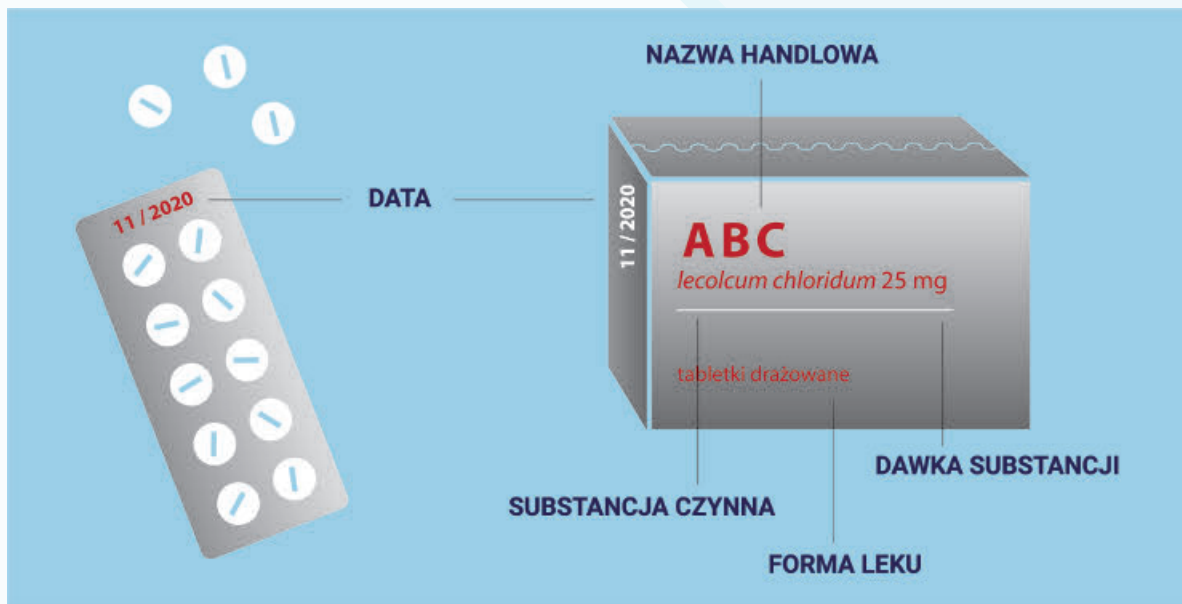 NAZWA HANDLOWA
11 / 2020
DATA
11 / 2020
ABC
lecolcum chloridum 25 mg
tabletki drażowane
DAWKA SUBSTANCJI
SUBSTANCJA CZYNNA
FORMA LEKU